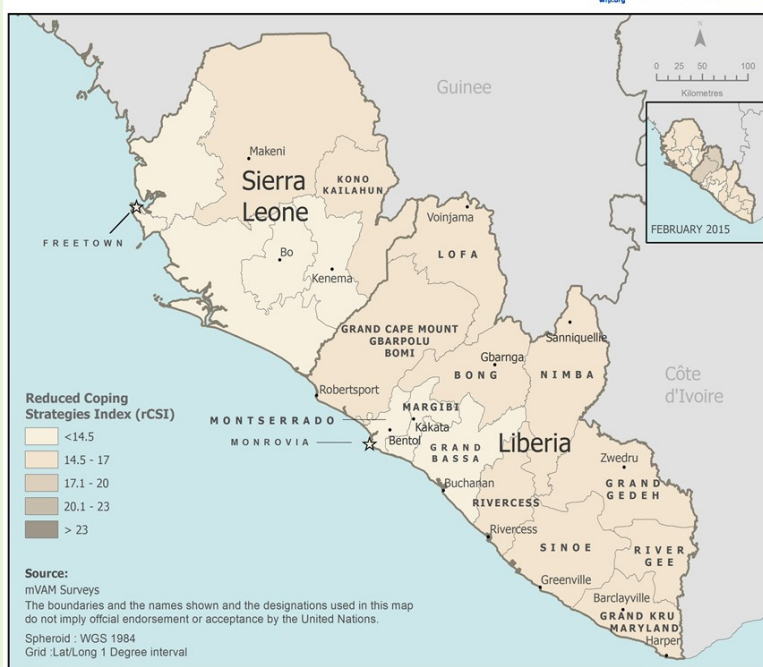 wfp.org
N
0 25 50 100
Kilometres
Guinee
FEBRUARY 2015
Makeni
Sierra
Leone
KONO
KAILAHUN
FREETOWN
Bo
Kenema
Voinjama
LOFA
GRAND CAPE MOUNT
GBARPOLU
BOMI
Sanniquellie
Gbarnga
BONG
NIMBA
Côte
d'Ivoire
Robertsport
MARGIBI
MONTSERRADO
Kakata
MONROVIA
Bentol
GRAND
BASSA
Liberia
Zwedru
GRAND
GEDEH
Buchanan
RIVERCESS
Rivercess
SINOE
RIVER
GEE
Greenville
Barclayville
GRAND KRU
MARYLAND
Harper
Reduced Coping
Strategies Index (rCSI)
<14.5
14.5 - 17
17.1 - 20
20.1 - 23
> 23
Source:
mVAM Surveys
The boundaries and the names shown and the designations used in this map
do not imply offcial endorsement or acceptance by the United Nations.
Spheroid : WGS 1984
Grid :Lat/Long 1 Degree interval